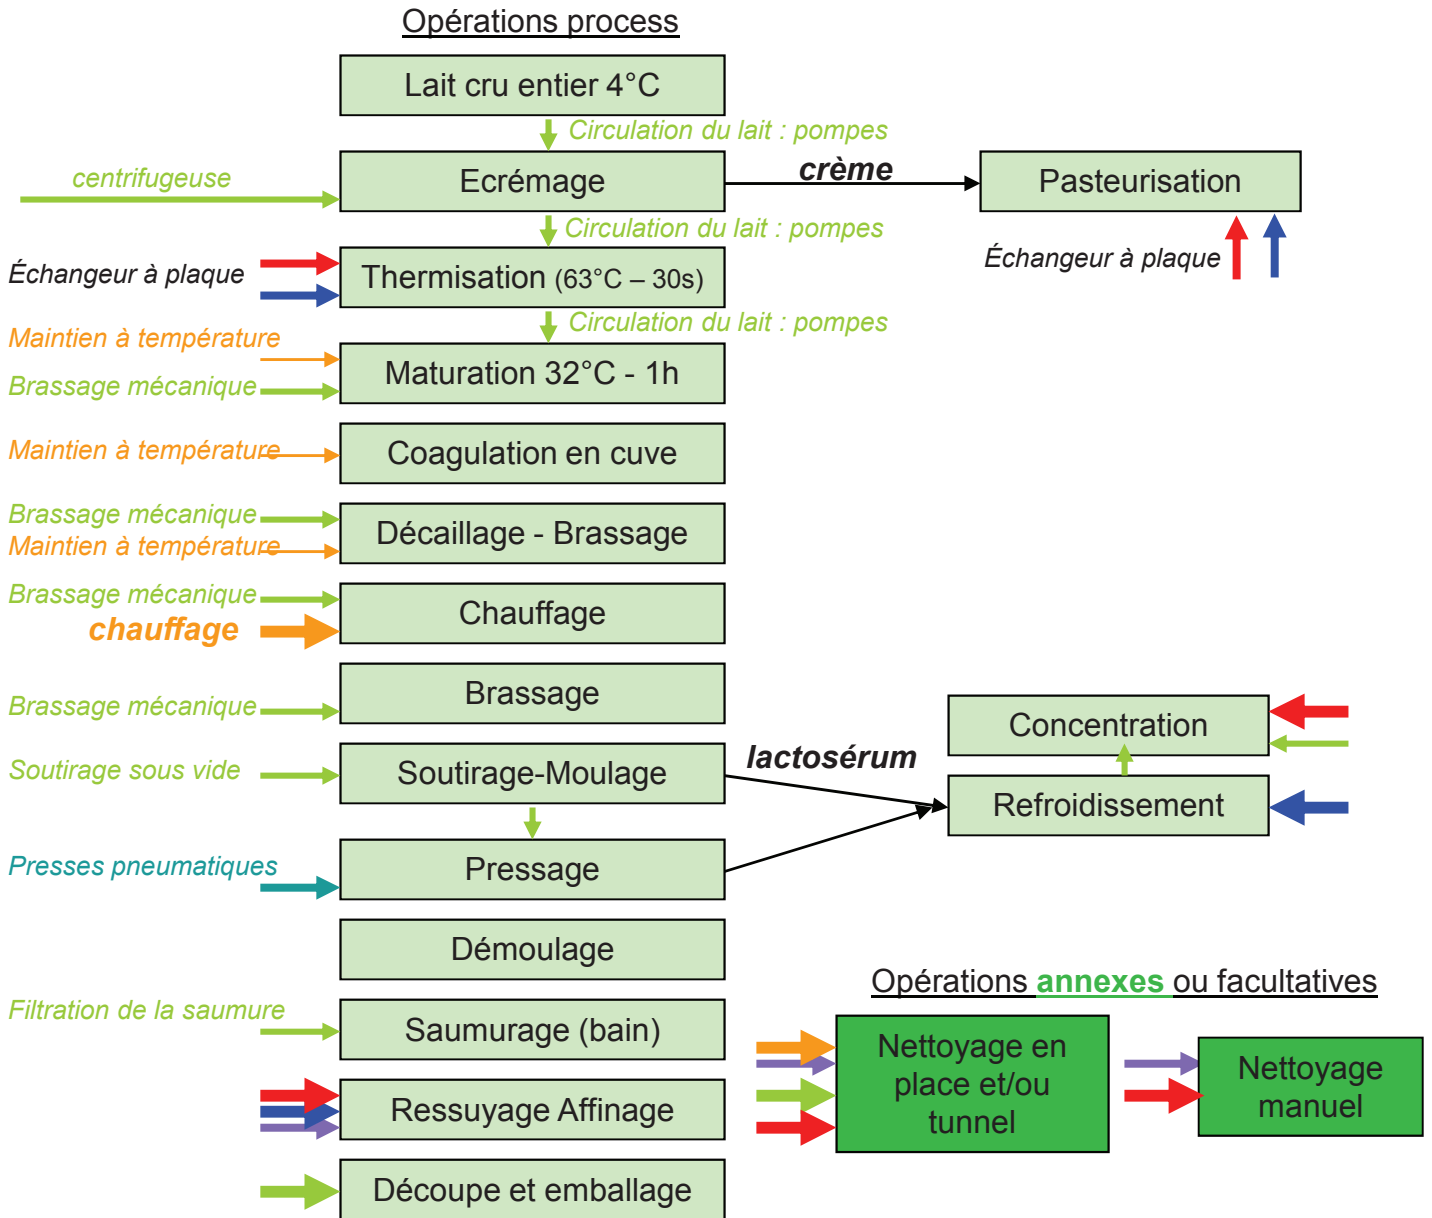 Opérations process
Lait cru entier 4°C
Circulation du lait : pompes
centrifugeuse
Ecrémage
crème
Pasteurisation
Circulation du lait : pompes
Échangeur à plaque
Thermisation (63°C – 30s)
Échangeur à plaque
Circulation du lait : pompes
Maintien à température
Maturation 32°C - 1h
Brassage mécanique
Maintien à température
Coagulation en cuve
Brassage mécanique
Décaillage - Brassage
Maintien à température
Brassage mécanique
Chauffage
chauffage
Brassage
Brassage mécanique
Concentration
Soutirage sous vide
Soutirage-Moulage
lactosérum
Refroidissement
Presses pneumatiques
Pressage
Démoulage
Opérations annexes ou facultatives
Filtration de la saumure
Saumurage (bain)
Nettoyage en
place et/ou
tunnel
Nettoyage
manuel
Ressuyage Affinage
Découpe et emballage